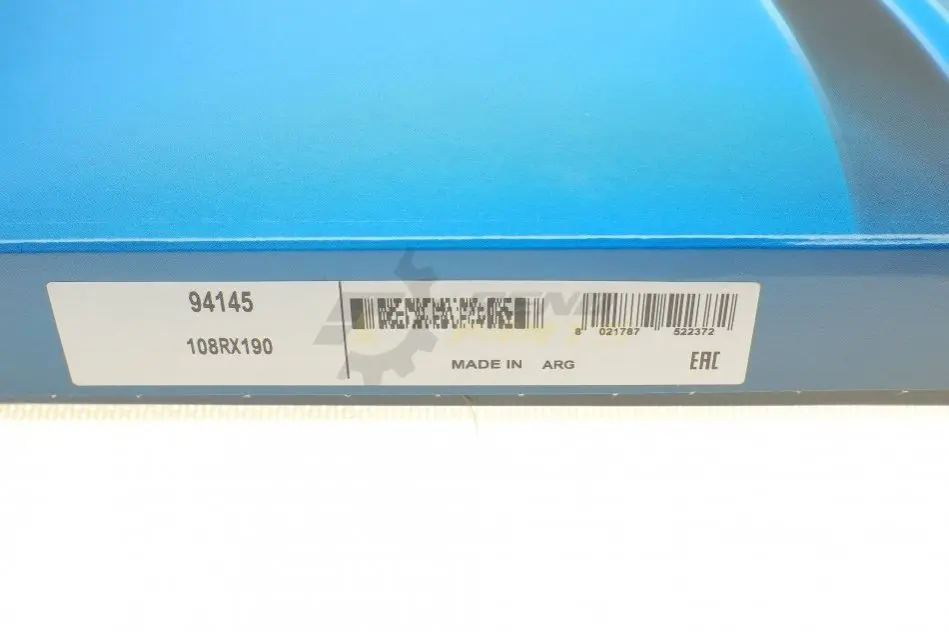 94145
108RX190
8 021787 522372
MADE IN ARG
EAC